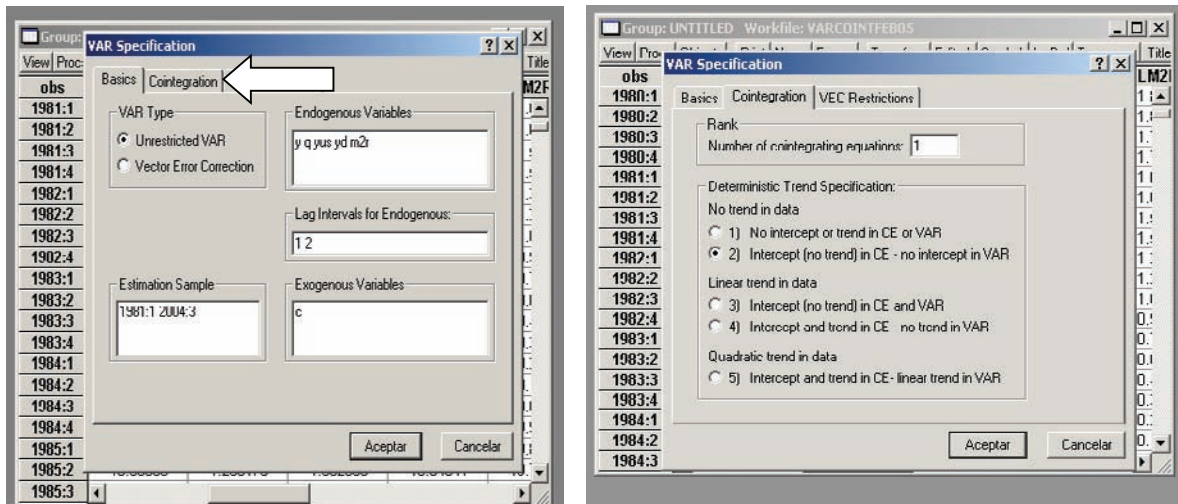 Group:
VAR Specification
View Proc
Title
Basics
Cointegration
obs
M2F
1981:1
1981:2
1981:3
1981:4
1982:1
1982:2
1982:3
1902:4
1983:1
1983:2
1983:3
1983:4
1984:1
1984:2
1984:3
1984:4
1985:1
1985:2
1985:3
VAR Type
Unrestricted VAR
Vector Error Correction
Endogenous Variables
y q yus yd m2r
Lag Intervals for Endogenous:
1 2
Estimation Sample
1981:1 2004:3
Exogenous Variables
c
Aceptar
Cancelar
Group: UNTITLED Workfile: VARCOINTFEB05
View
Title
VAR Specification
obs
LM2
1980:1
1980:2
1980:3
1980:4
1981:1
1981:2
1981:3
1981:4
1982:1
1982:2
1982:3
1982:4
1983:1
1983:2
1983:3
1983:4
1984:1
1984:2
1984:3
Basics
Cointegration
VEC Restrictions
Rank
Number of cointegrating equations: 1
Deterministic Trend Specification:
No trend in data
1) No intercept or trend in CE or VAR
2) Intercept (no trend) in CE - no intercept in VAR
Linear trend in data
3) Intercept (no trend) in CE and VAR
4) Intercept and trend in CE no trend in VAR
Quadratic trend in data
5) Intercept and trend in CE- linear trend in VAR
Aceptar
Cancelar